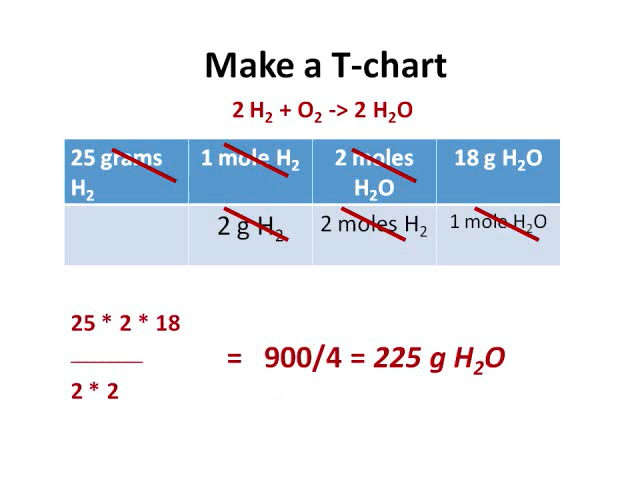 Make a T-chart
2 H₂ + O₂ -> 2 H₂O
25 grams H₂ 1 mole H₂ 2 moles H₂O 18 g H₂O
2 g H₂ 2 moles H₂ 1 mole H₂O
25 * 2 * 18
_________
= 900/4 = 225 g H₂O
2 * 2